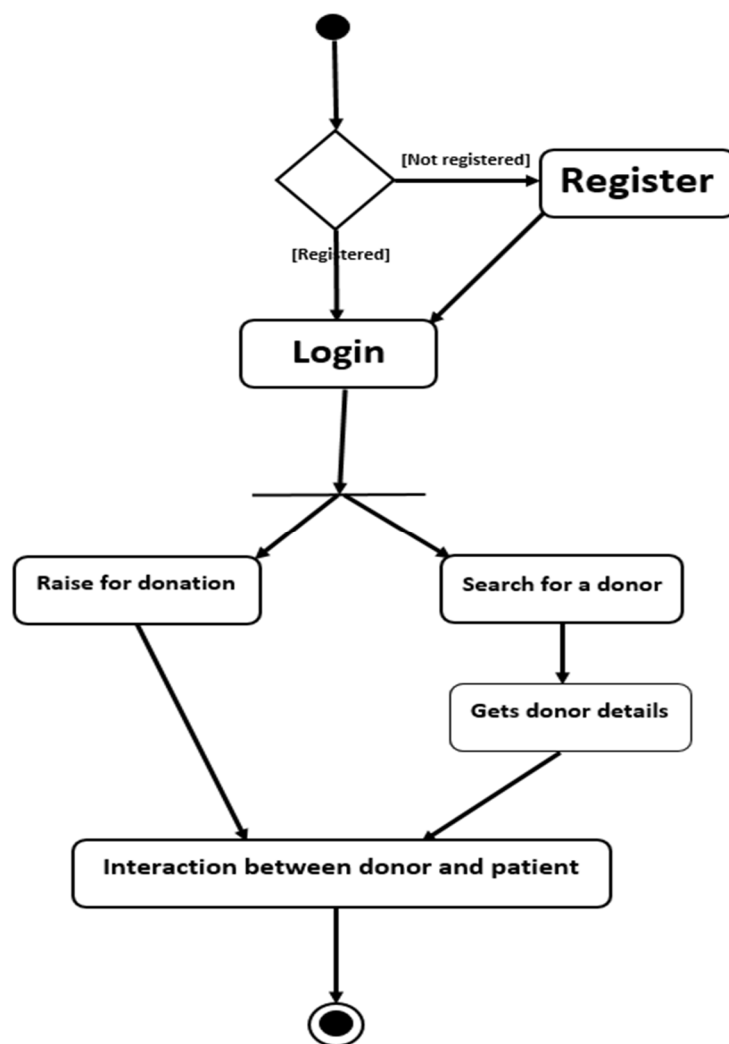 [Not registered]
Register
[Registered]
Login
Raise for donation
Search for a donor
Gets donor details
Interaction between donor and patient